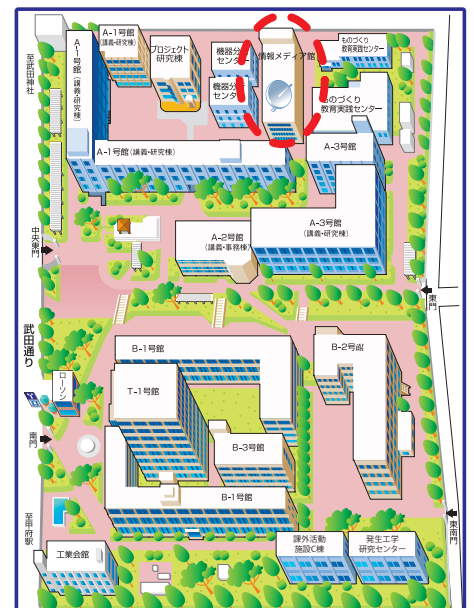 至武田神社
A-1号館
(講義・研究棟)
A-1号館
(講義・研究棟)
プロジェクト
研究棟
機器分
センター
機器分
センター
情報メディア館
ものづくり
教育実践センター
ものづくり
教育実践センター
A-1号館(講義・研究棟)
A-3号館
A-3号館
(講義・研究棟)
A-2号館
(講義・事務棟)
中央東門
東門
武田通り
B-1号館
B-2号館
ローソン
T-1号館
南門
B-3号館
B-1号館
東南門
至甲府駅
工業会館
課外活動
施設C棟
発生工学
研究センター